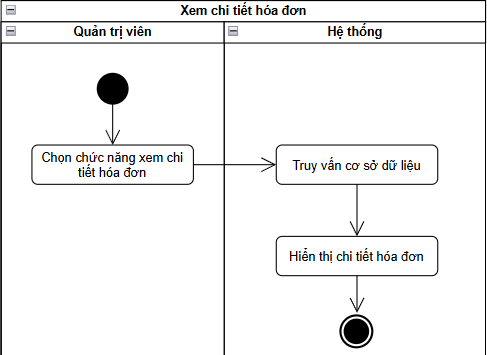 Xem chi tiết hóa đơn
Quản trị viên
Hệ thống
Chọn chức năng xem chi
tiết hóa đơn
Truy vấn cơ sở dữ liệu
Hiển thị chi tiết hóa đơn